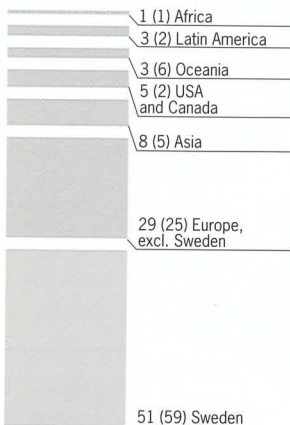 1 (1) Africa
3 (2) Latin America
3 (6) Oceania
5 (2) USA
and Canada
8 (5) Asia
29 (25) Europe,
excl. Sweden
51 (59) Sweden